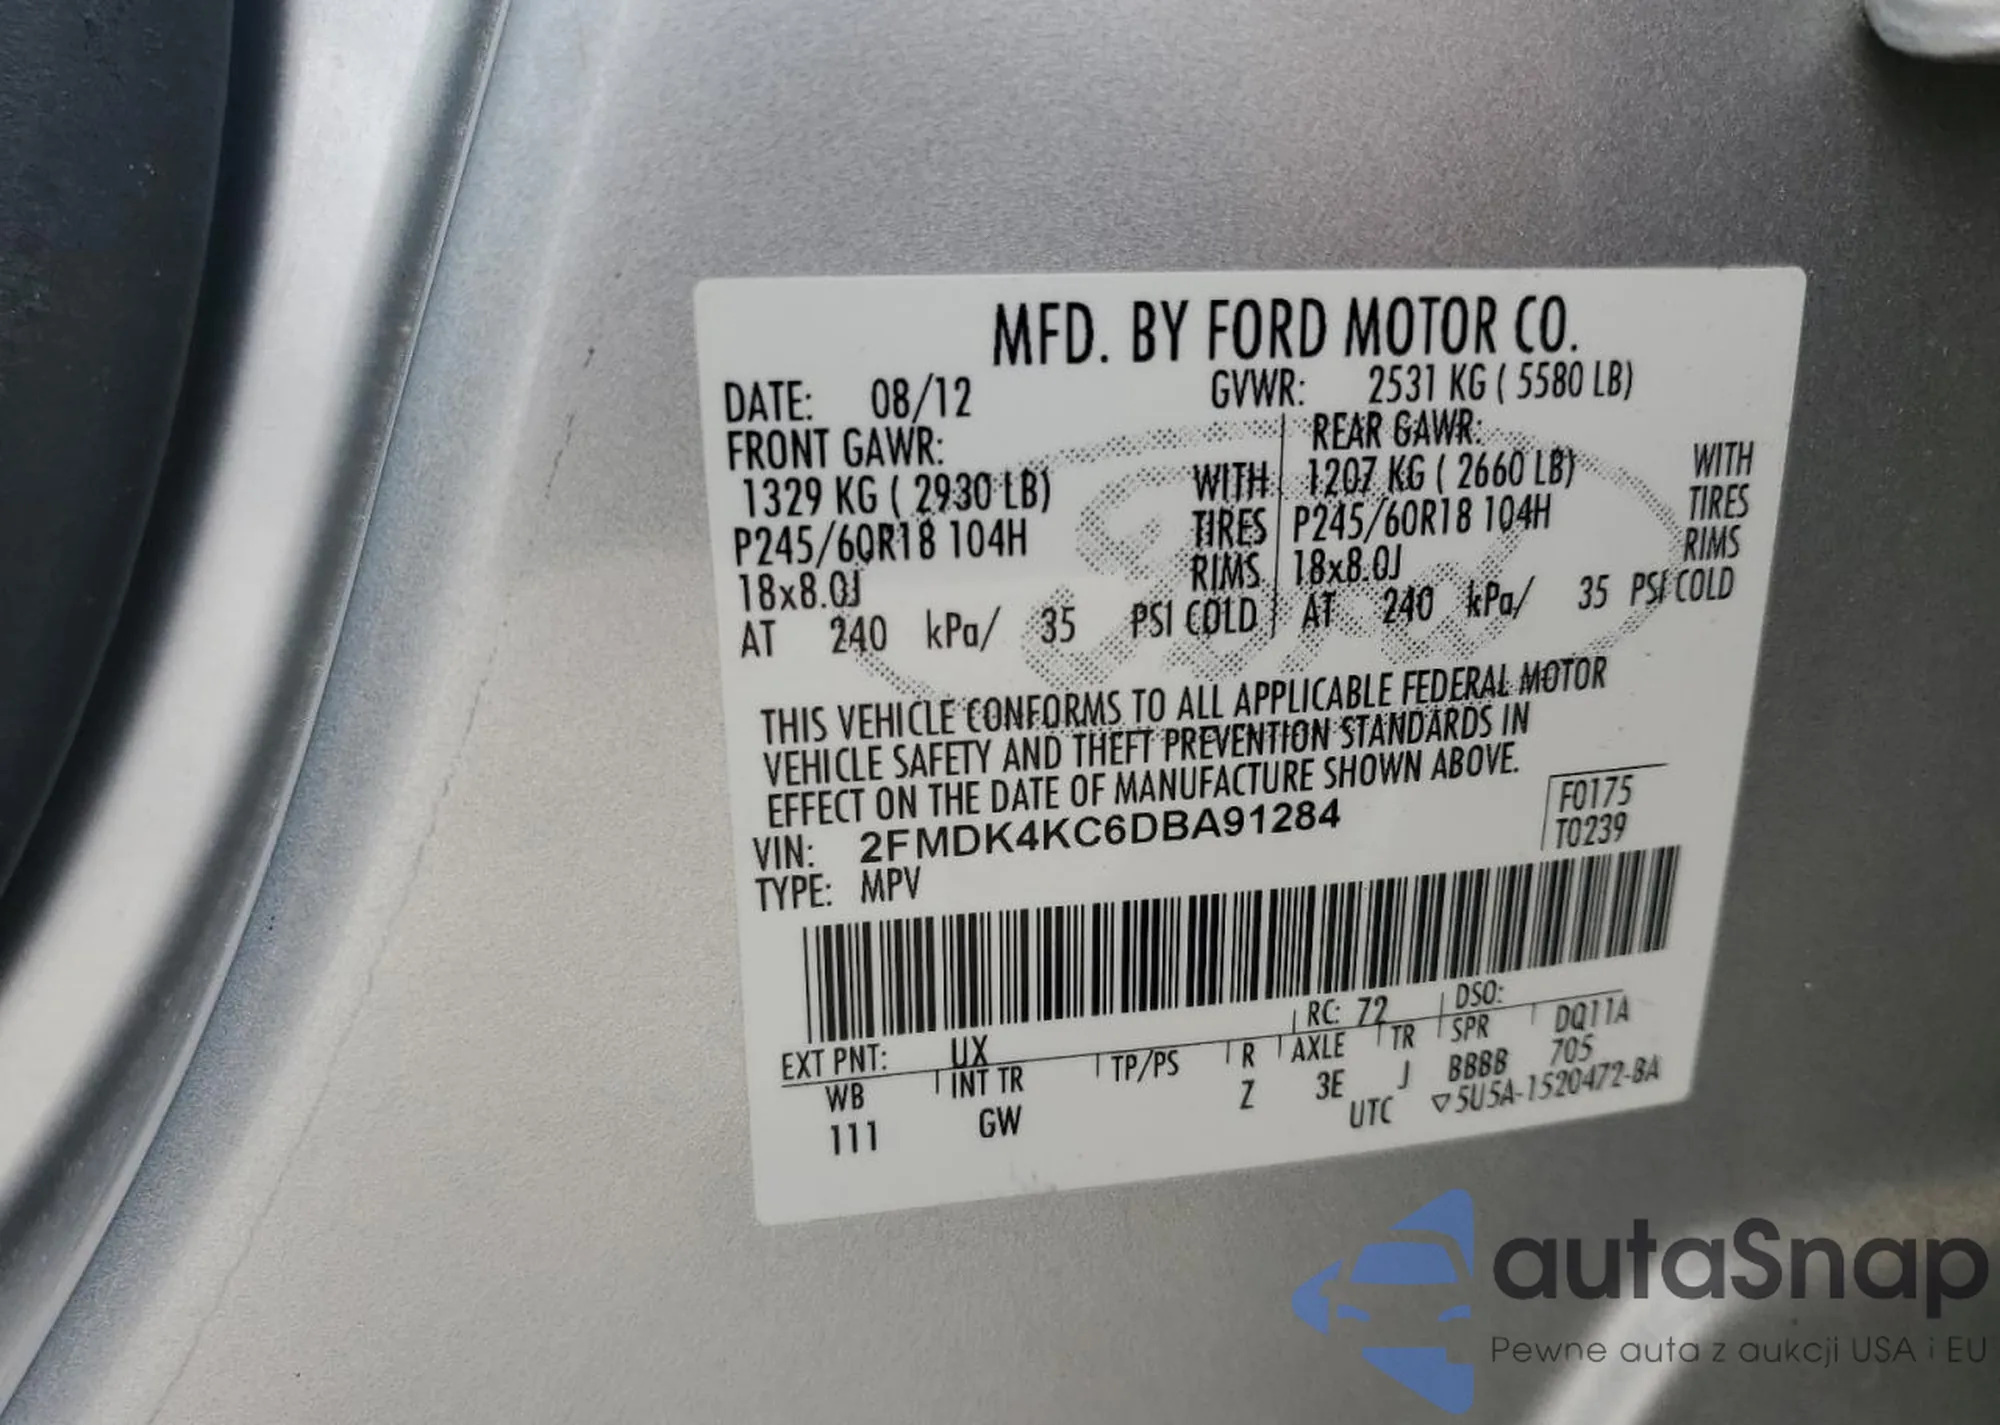 MFD. BY FORD MOTOR CO.
DATE: 08/12 GVWR: 2531 KG ( 5580 LB)
FRONT GAWR: REAR GAWR:
1329 KG ( 2930 LB) WITH 1207 KG ( 2660 LB) WITH
P245/60R18 104H TIRES P245/60R18 104H TIRES
18x8.0J RIMS 18x8.0J RIMS
AT 240 kPa/ 35 PSI COLD AT 240 kPa/ 35 PSI COLD
THIS VEHICLE CONFORMS TO ALL APPLICABLE FEDERAL MOTOR
VEHICLE SAFETY AND THEFT PREVENTION STANDARDS IN
EFFECT ON THE DATE OF MANUFACTURE SHOWN ABOVE.
F0175
VIN: 2FMDK4KC6DBA91284 T0239
TYPE: MPV
EXT PNT: UX RC: 72 DSO:
WB INT TR TP/PS R AXLE TR SPR DQ11A
111 GW Z 3E J BBBB 705
UTC ▽5U5A-1520472-BA
autaSnap
Pewne auta z aukcji USA i EU